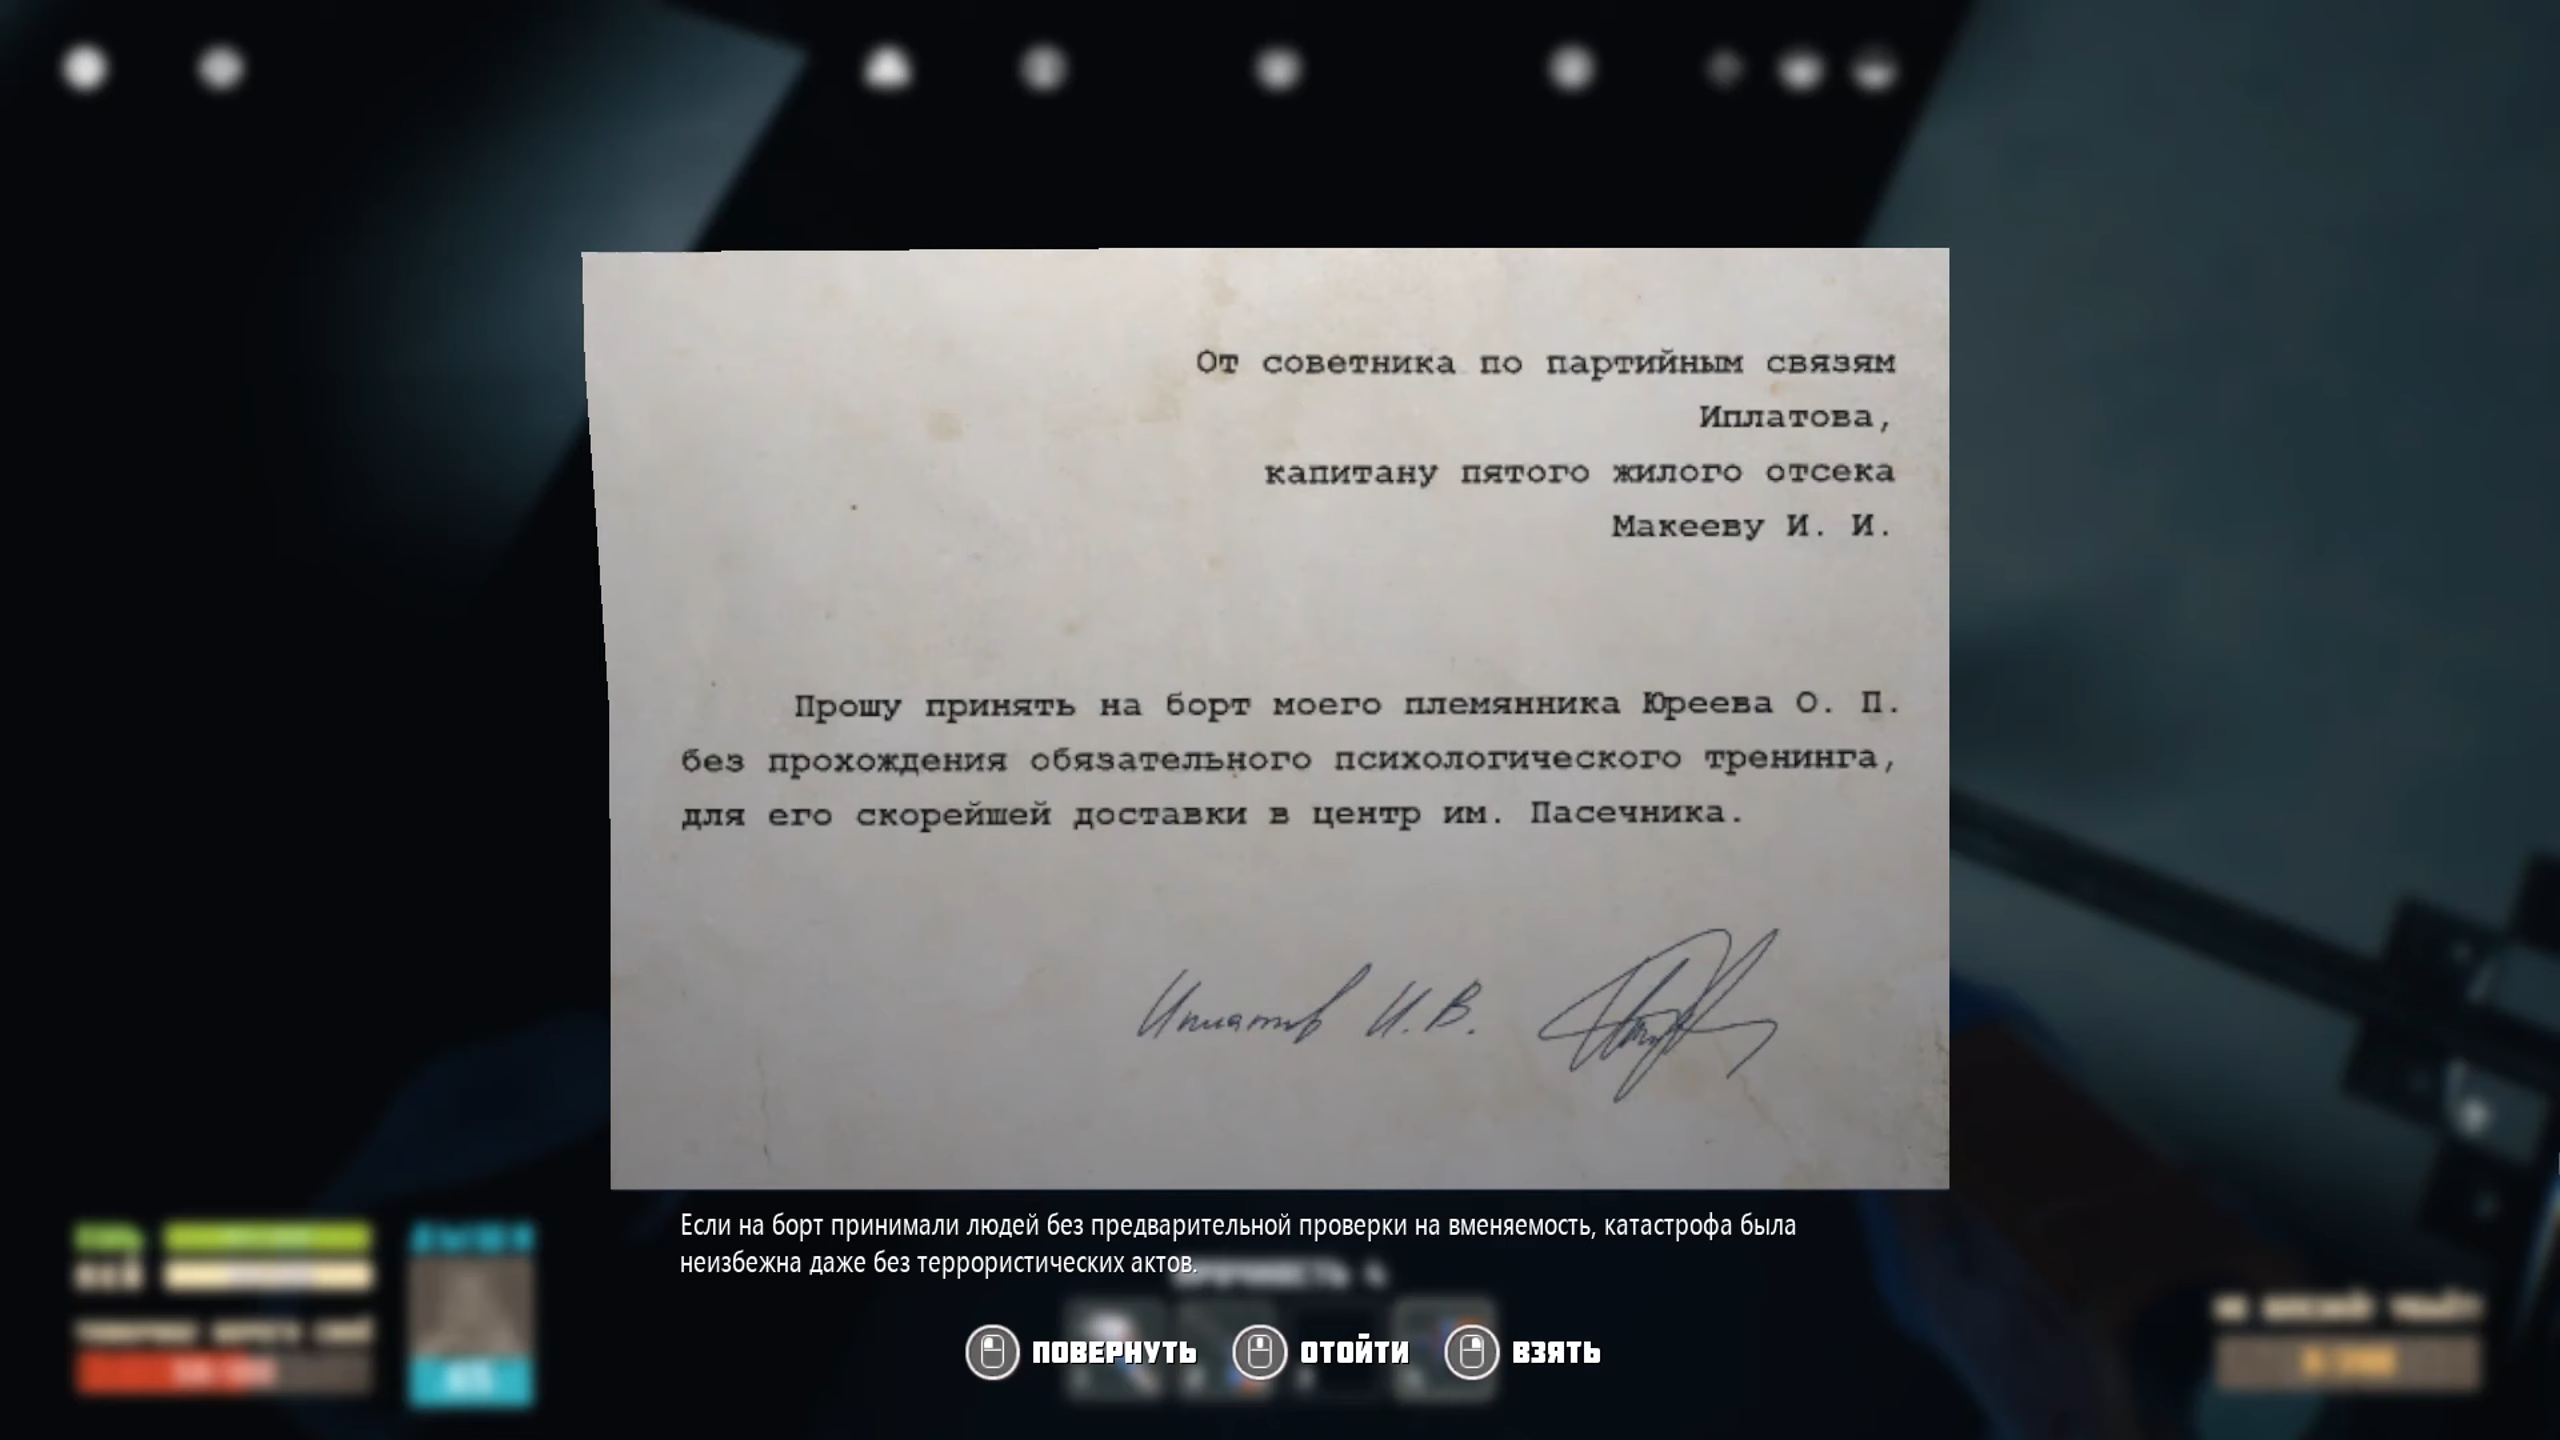 От советника по партийным связям
Иплатова,
капитану пятого жилого отсека
Макееву И. И.
Прошу принять на борт моего племянника Юреева О. П.
без прохождения обязательного психологического тренинга,
для его скорейшей доставки в центр им. Пасечника.
Иплатов И. В.
Если на борт принимали людей без предварительной проверки на вменяемость, катастрофа была
неизбежна даже без террористических актов.
ПОВЕРНУТЬ ОТОЙТИ ВЗЯТЬ